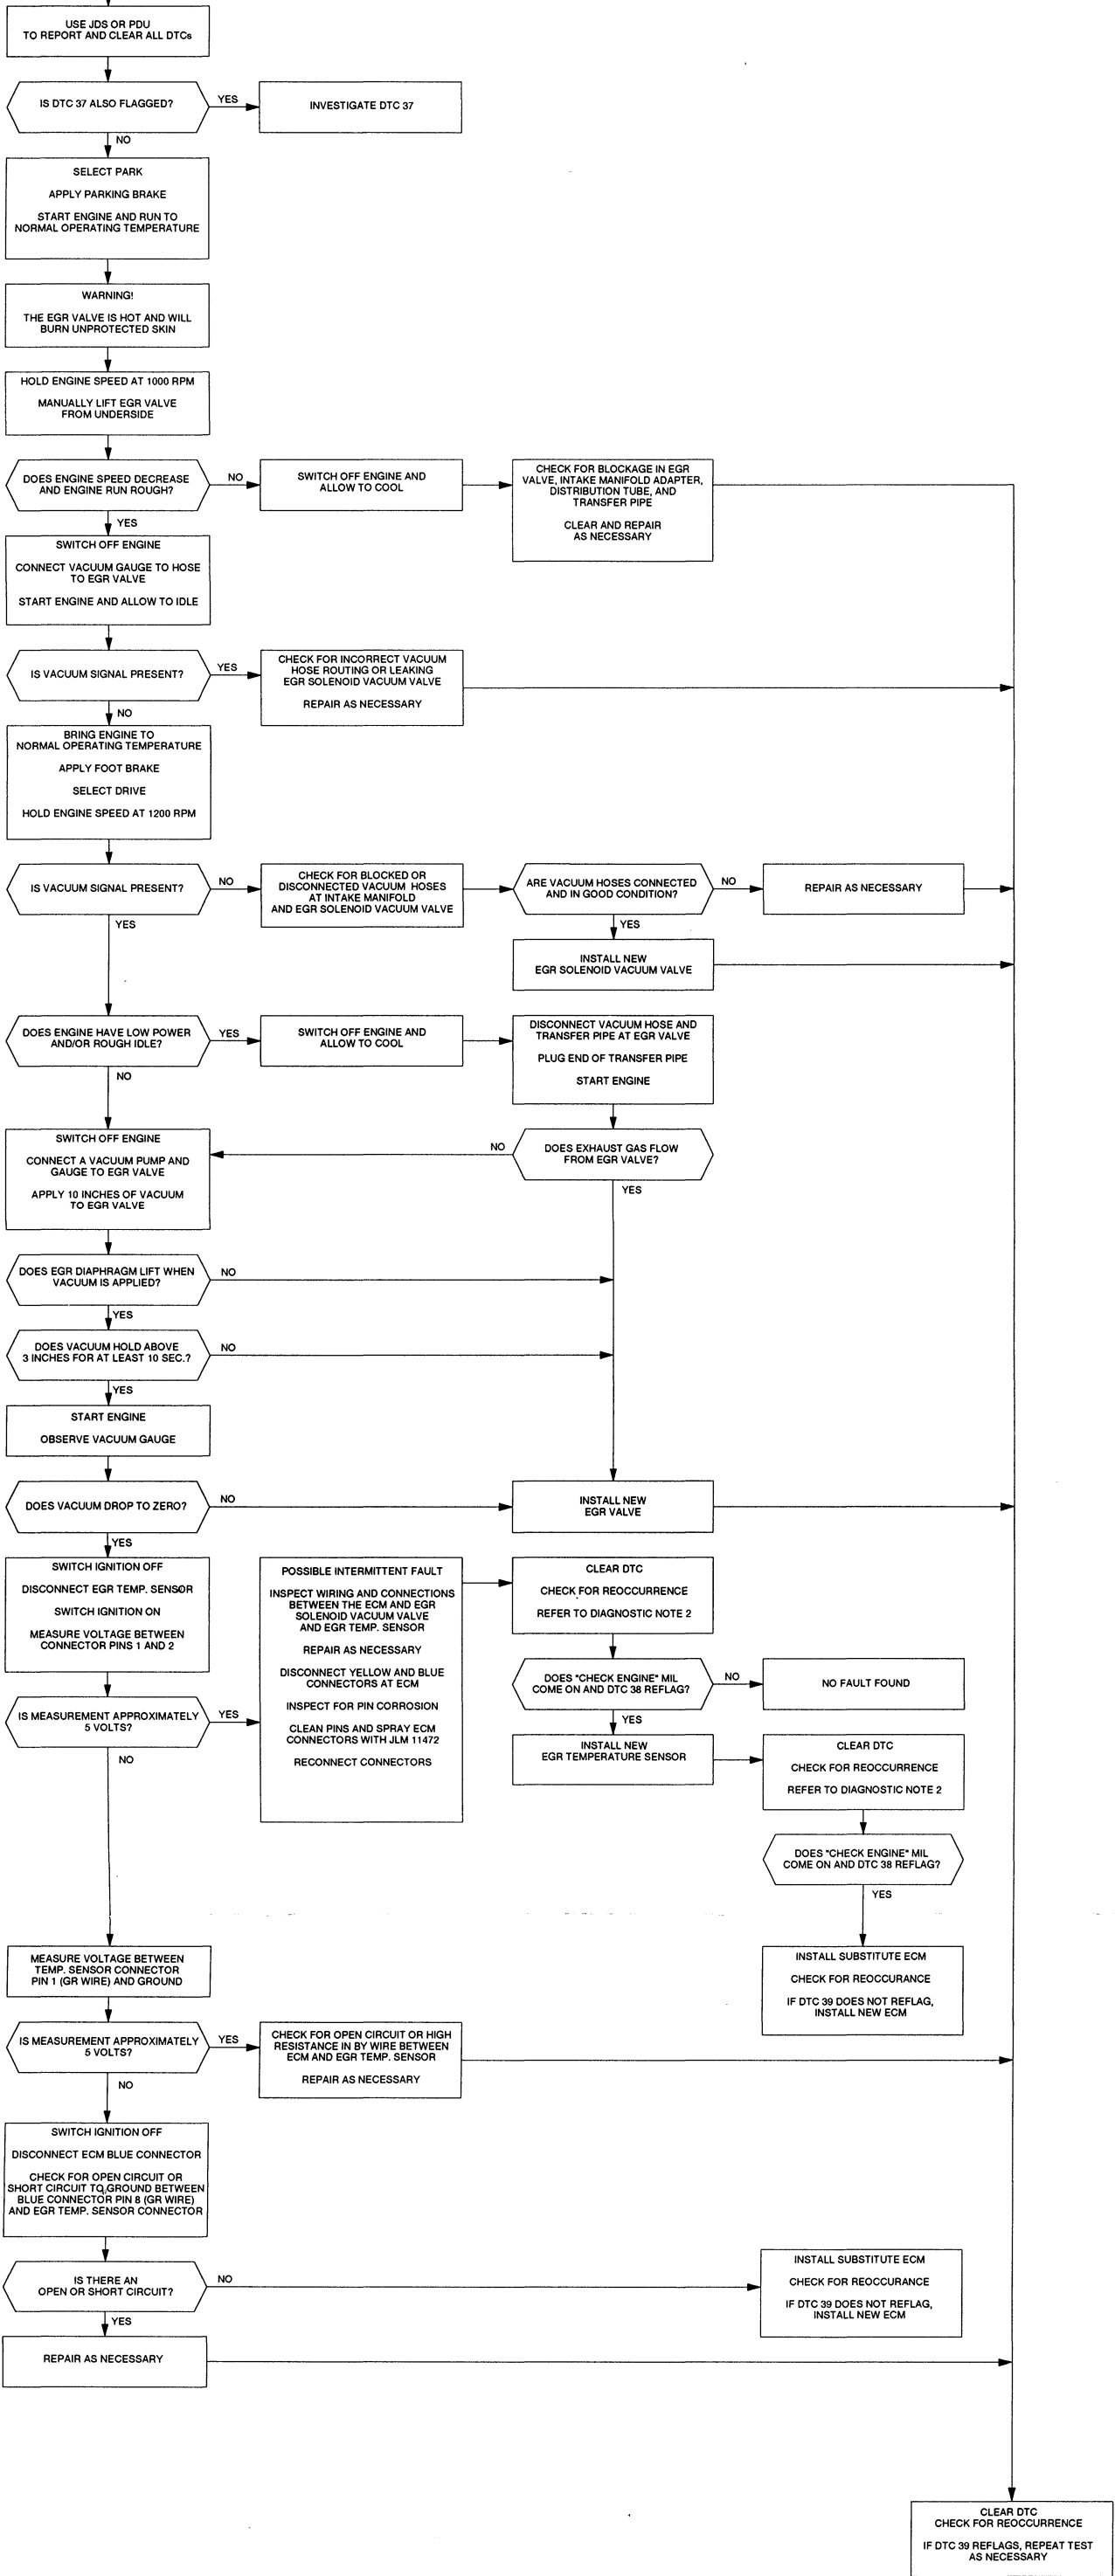 USE JDS OR PDU
TO REPORT AND CLEAR ALL DTCs
IS DTC 37 ALSO FLAGGED?
YES
INVESTIGATE DTC 37
NO
SELECT PARK
APPLY PARKING BRAKE
START ENGINE AND RUN TO
NORMAL OPERATING TEMPERATURE
WARNING!
THE EGR VALVE IS HOT AND WILL
BURN UNPROTECTED SKIN
HOLD ENGINE SPEED AT 1000 RPM
MANUALLY LIFT EGR VALVE
FROM UNDERSIDE
DOES ENGINE SPEED DECREASE
AND ENGINE RUN ROUGH?
NO
SWITCH OFF ENGINE AND
ALLOW TO COOL
CHECK FOR BLOCKAGE IN EGR
VALVE, INTAKE MANIFOLD ADAPTER,
DISTRIBUTION TUBE, AND
TRANSFER PIPE
CLEAR AND REPAIR
AS NECESSARY
YES
SWITCH OFF ENGINE
CONNECT VACUUM GAUGE TO HOSE
TO EGR VALVE
START ENGINE AND ALLOW TO IDLE
IS VACUUM SIGNAL PRESENT?
YES
CHECK FOR INCORRECT VACUUM
HOSE ROUTING OR LEAKING
EGR SOLENOID VACUUM VALVE
REPAIR AS NECESSARY
NO
BRING ENGINE TO
NORMAL OPERATING TEMPERATURE
APPLY FOOT BRAKE
SELECT DRIVE
HOLD ENGINE SPEED AT 1200 RPM
IS VACUUM SIGNAL PRESENT?
NO
CHECK FOR BLOCKED OR
DISCONNECTED VACUUM HOSES
AT INTAKE MANIFOLD
AND EGR SOLENOID VACUUM VALVE
ARE VACUUM HOSES CONNECTED
AND IN GOOD CONDITION?
NO
REPAIR AS NECESSARY
YES
YES
INSTALL NEW
EGR SOLENOID VACUUM VALVE
DOES ENGINE HAVE LOW POWER
AND/OR ROUGH IDLE?
YES
SWITCH OFF ENGINE AND
ALLOW TO COOL
DISCONNECT VACUUM HOSE AND
TRANSFER PIPE AT EGR VALVE
PLUG END OF TRANSFER PIPE
START ENGINE
NO
SWITCH OFF ENGINE
CONNECT A VACUUM PUMP AND
GAUGE TO EGR VALVE
APPLY 10 INCHES OF VACUUM
TO EGR VALVE
NO
DOES EXHAUST GAS FLOW
FROM EGR VALVE?
YES
DOES EGR DIAPHRAGM LIFT WHEN
VACUUM IS APPLIED?
NO
YES
DOES VACUUM HOLD ABOVE
3 INCHES FOR AT LEAST 10 SEC.?
NO
YES
START ENGINE
OBSERVE VACUUM GAUGE
DOES VACUUM DROP TO ZERO?
NO
INSTALL NEW
EGR VALVE
YES
SWITCH IGNITION OFF
DISCONNECT EGR TEMP. SENSOR
SWITCH IGNITION ON
MEASURE VOLTAGE BETWEEN
CONNECTOR PINS 1 AND 2
IS MEASUREMENT APPROXIMATELY
5 VOLTS?
YES
POSSIBLE INTERMITTENT FAULT
INSPECT WIRING AND CONNECTIONS
BETWEEN THE ECM AND EGR
SOLENOID VACUUM VALVE
AND EGR TEMP. SENSOR
REPAIR AS NECESSARY
DISCONNECT YELLOW AND BLUE
CONNECTORS AT ECM
INSPECT FOR PIN CORROSION
CLEAN PINS AND SPRAY ECM
CONNECTORS WITH JLM 11472
RECONNECT CONNECTORS
CLEAR DTC
CHECK FOR REOCCURRENCE
REFER TO DIAGNOSTIC NOTE 2
DOES "CHECK ENGINE" MIL
COME ON AND DTC 38 REFLAG?
NO
NO FAULT FOUND
YES
INSTALL NEW
EGR TEMPERATURE SENSOR
CLEAR DTC
CHECK FOR REOCCURRENCE
REFER TO DIAGNOSTIC NOTE 2
DOES "CHECK ENGINE" MIL
COME ON AND DTC 38 REFLAG?
YES
INSTALL SUBSTITUTE ECM
CHECK FOR REOCCURANCE
IF DTC 39 DOES NOT REFLAG,
INSTALL NEW ECM
NO
MEASURE VOLTAGE BETWEEN
TEMP. SENSOR CONNECTOR
PIN 1 (GR WIRE) AND GROUND
IS MEASUREMENT APPROXIMATELY
5 VOLTS?
YES
CHECK FOR OPEN CIRCUIT OR HIGH
RESISTANCE IN BY WIRE BETWEEN
ECM AND EGR TEMP. SENSOR
REPAIR AS NECESSARY
NO
SWITCH IGNITION OFF
DISCONNECT ECM BLUE CONNECTOR
CHECK FOR OPEN CIRCUIT OR
SHORT CIRCUIT TO GROUND BETWEEN
BLUE CONNECTOR PIN 8 (GR WIRE)
AND EGR TEMP. SENSOR CONNECTOR
IS THERE AN
OPEN OR SHORT CIRCUIT?
NO
INSTALL SUBSTITUTE ECM
CHECK FOR REOCCURANCE
IF DTC 39 DOES NOT REFLAG,
INSTALL NEW ECM
YES
REPAIR AS NECESSARY
CLEAR DTC
CHECK FOR REOCCURRENCE
IF DTC 39 REFLAGS, REPEAT TEST
AS NECESSARY